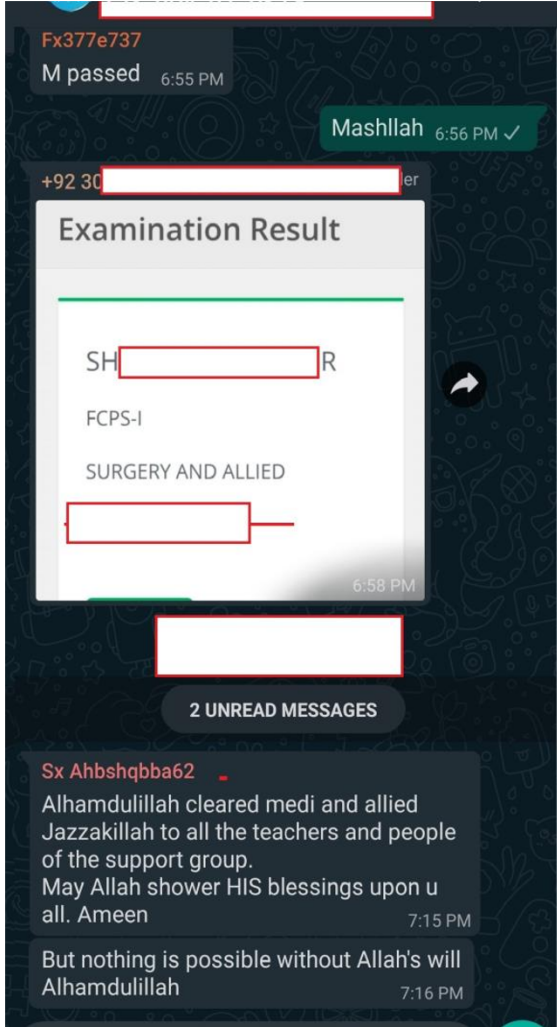 Fx377e737
M passed 6:55 PM
Mashllah 6:56 PM
+92 30
er
Examination Result
SH
R
FCPS-I
SURGERY AND ALLIED
6:58 PM
2 UNREAD MESSAGES
Sx Ahbshqbba62
Alhamdulillah cleared medi and allied
Jazzakillah to all the teachers and people
of the support group.
May Allah shower HIS blessings upon u
all. Ameen
7:15 PM
But nothing is possible without Allah's will
Alhamdulillah
7:16 PM